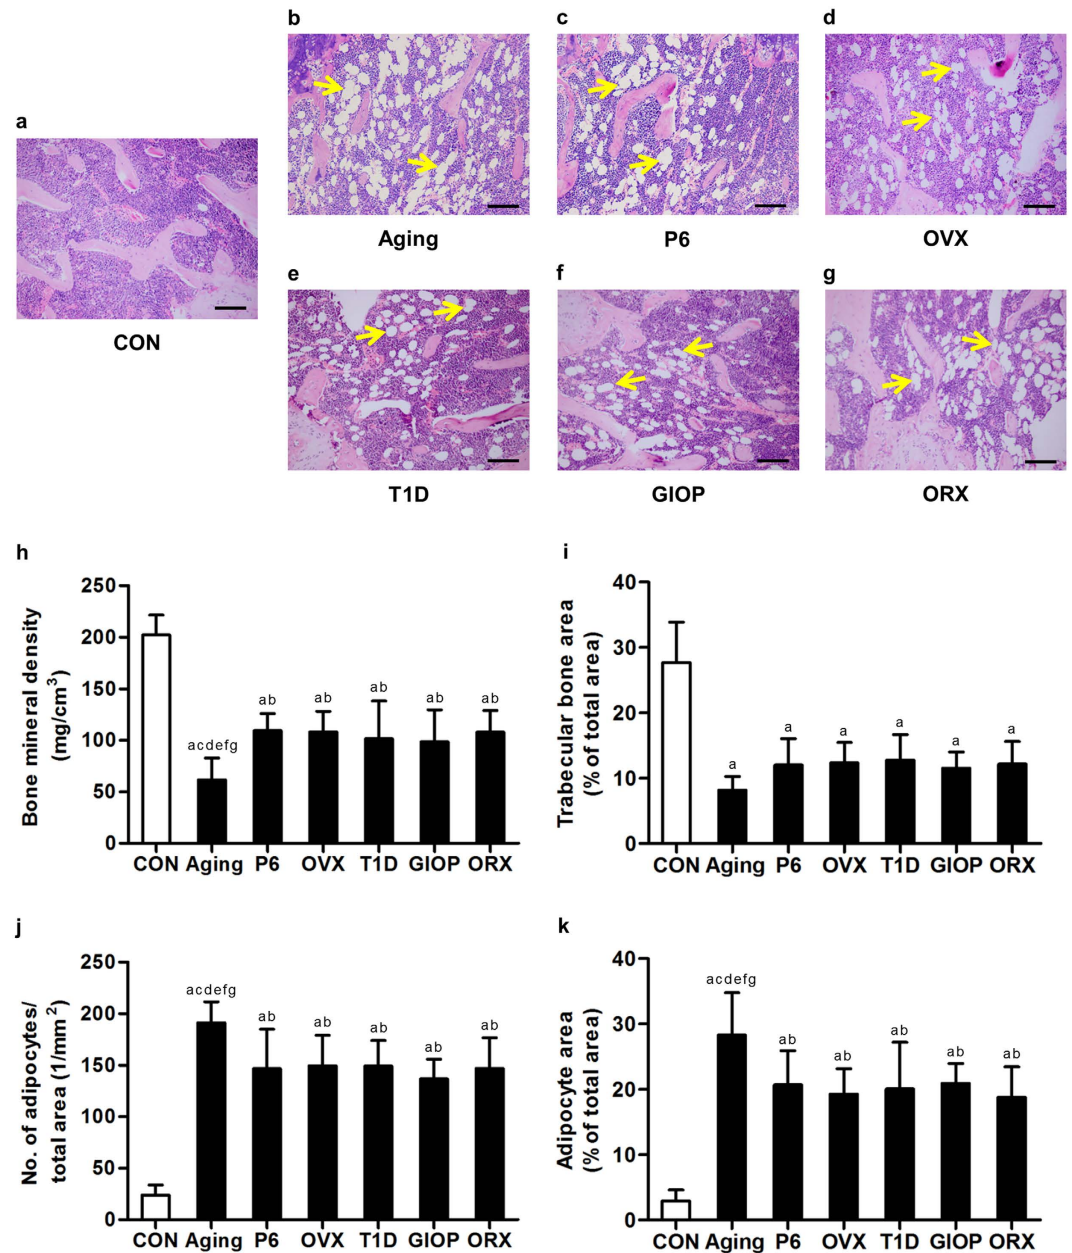 a
CON
b
Aging
c
P6
d
OVX
e
T1D
f
GIOP
g
ORX
h
Bone mineral density
(mg/cm³)
250
200
150
100
50
0
acdefg
ab
ab
ab
ab
ab
CON Aging P6 OVX T1D GIOP ORX
i
Trabecular bone area
(% of total area)
40
30
20
10
0
a
a
a
a
a
a
CON Aging P6 OVX T1D GIOP ORX
j
No. of adipocytes/
total area (1/mm²)
250
200
150
100
50
0
acdefg
ab
ab
ab
ab
ab
CON Aging P6 OVX T1D GIOP ORX
k
Adipocyte area
(% of total area)
40
30
20
10
0
acdefg
ab
ab
ab
ab
ab
CON Aging P6 OVX T1D GIOP ORX